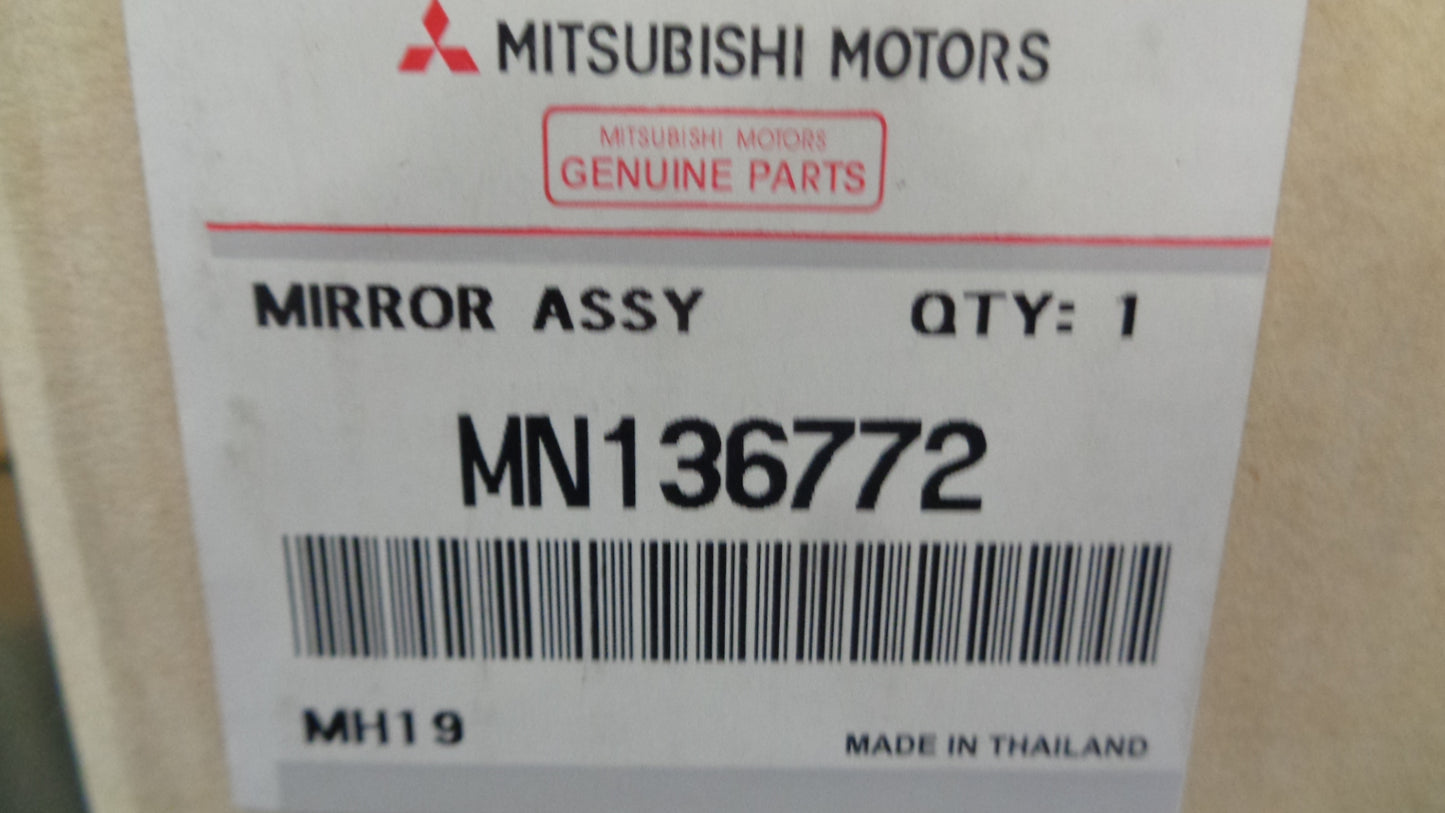 MITSUBISHI MOTORS
MITSUBISHI MOTORS
GENUINE PARTS
MIRROR ASSY QTY: 1
MN136772
MH19 MADE IN THAILAND